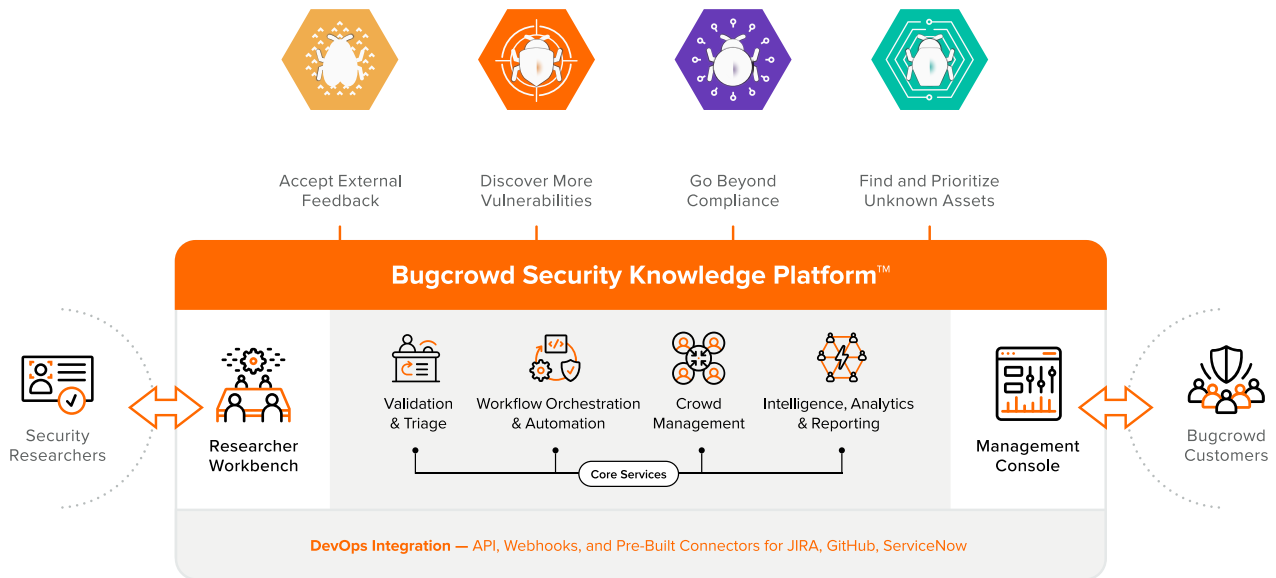 Accept External
Feedback
Discover More
Vulnerabilities
Go Beyond
Compliance
Find and Prioritize
Unknown Assets
Bugcrowd Security Knowledge Platform™
Security
Researchers
Researcher
Workbench
Validation
& Triage
Workflow Orchestration
& Automation
Crowd
Management
Intelligence, Analytics
& Reporting
Core Services
Management
Console
Bugcrowd
Customers
DevOps Integration — API, Webhooks, and Pre-Built Connectors for JIRA, GitHub, ServiceNow